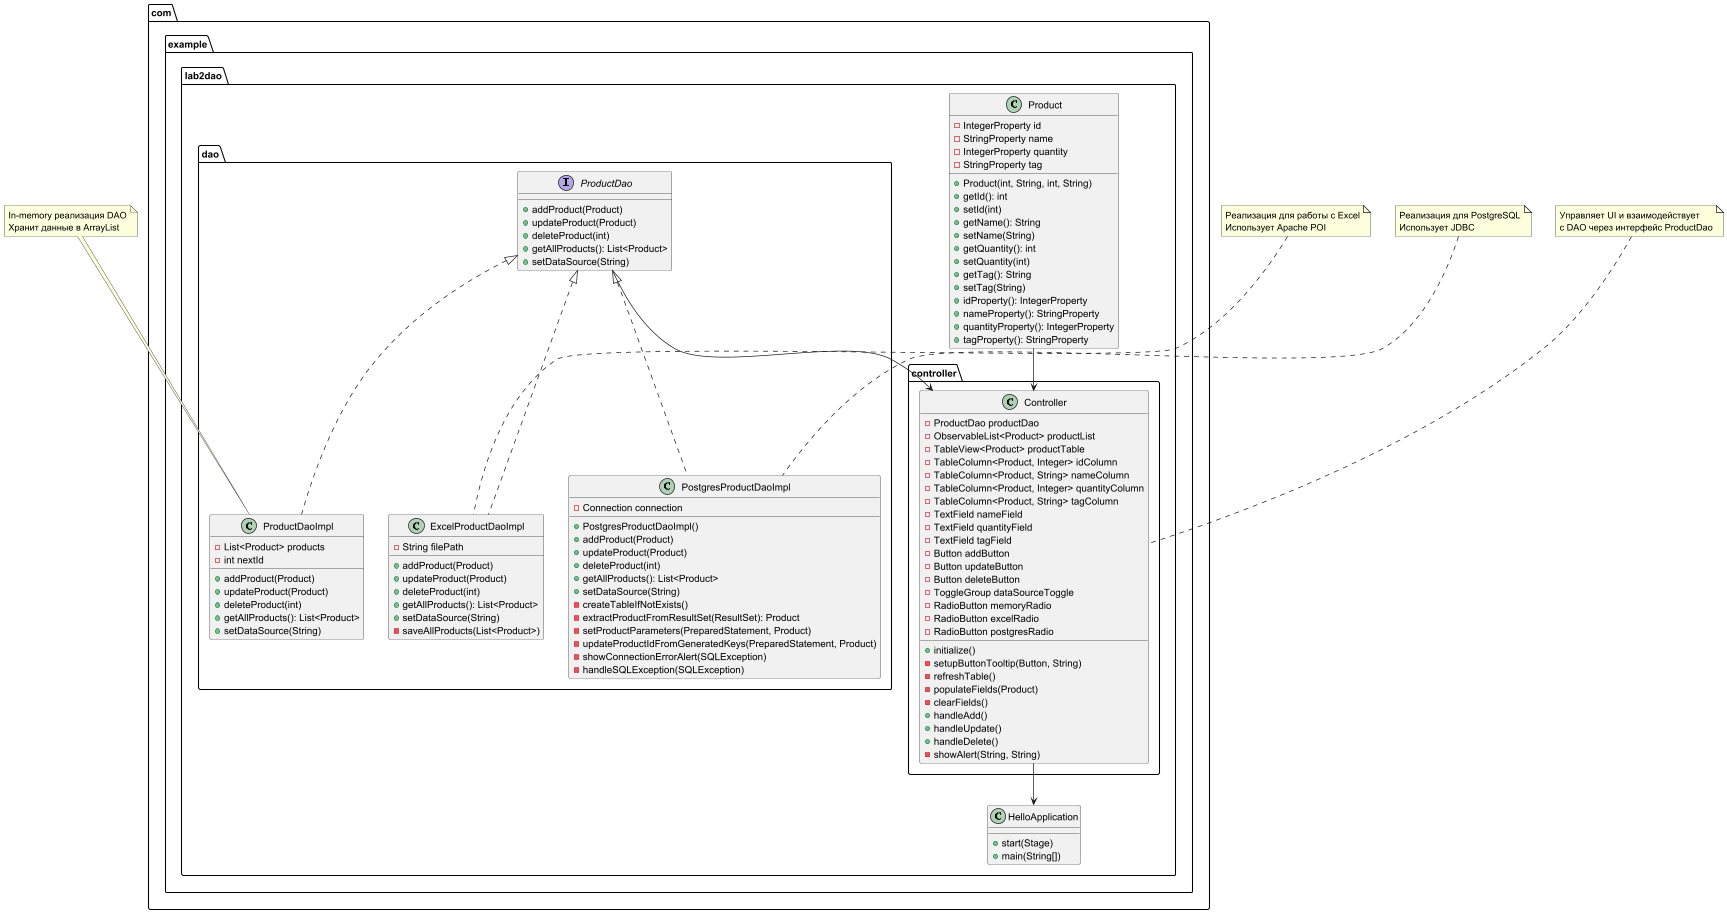 com
example
lab2dao
dao
ProductDao
addProduct(Product)
updateProduct(Product)
deleteProduct(int)
getAllProducts(): List<Product>
setDataSource(String)
Product
IntegerProperty id
StringProperty name
IntegerProperty quantity
StringProperty tag
Product(int, String, int, String)
getId(): int
setId(int)
getName(): String
setName(String)
getQuantity(): int
setQuantity(int)
getTag(): String
setTag(String)
idProperty(): IntegerProperty
nameProperty(): StringProperty
quantityProperty(): IntegerProperty
tagProperty(): StringProperty
In-memory реализация DAO
Хранит данные в ArrayList
Реализация для работы с Excel
Использует Apache POI
Реализация для PostgreSQL
Использует JDBC
Управляет UI и взаимодействует
с DAO через интерфейс ProductDao
controller
Controller
ProductDao productDao
ObservableList<Product> productList
TableView<Product> productTable
TableColumn<Product, Integer> idColumn
TableColumn<Product, String> nameColumn
TableColumn<Product, Integer> quantityColumn
TableColumn<Product, String> tagColumn
TextField nameField
TextField quantityField
TextField tagField
Button addButton
Button updateButton
Button deleteButton
ToggleGroup dataSourceToggle
RadioButton memoryRadio
RadioButton excelRadio
RadioButton postgresRadio
initialize()
setupButtonTooltip(Button, String)
refreshTable()
populateFields(Product)
clearFields()
handleAdd()
handleUpdate()
handleDelete()
showAlert(String, String)
ProductDaoImpl
List<Product> products
int nextId
addProduct(Product)
updateProduct(Product)
deleteProduct(int)
getAllProducts(): List<Product>
setDataSource(String)
ExcelProductDaoImpl
String filePath
addProduct(Product)
updateProduct(Product)
deleteProduct(int)
getAllProducts(): List<Product>
setDataSource(String)
saveAllProducts(List<Product>)
PostgresProductDaoImpl
Connection connection
PostgresProductDaoImpl()
addProduct(Product)
updateProduct(Product)
deleteProduct(int)
getAllProducts(): List<Product>
setDataSource(String)
createTableIfNotExists()
extractProductFromResultSet(ResultSet): Product
setProductParameters(PreparedStatement, Product)
updateProductIdFromGeneratedKeys(PreparedStatement, Product)
showConnectionErrorAlert(SQLException)
handleSQLException(SQLException)
HelloApplication
start(Stage)
main(String[])